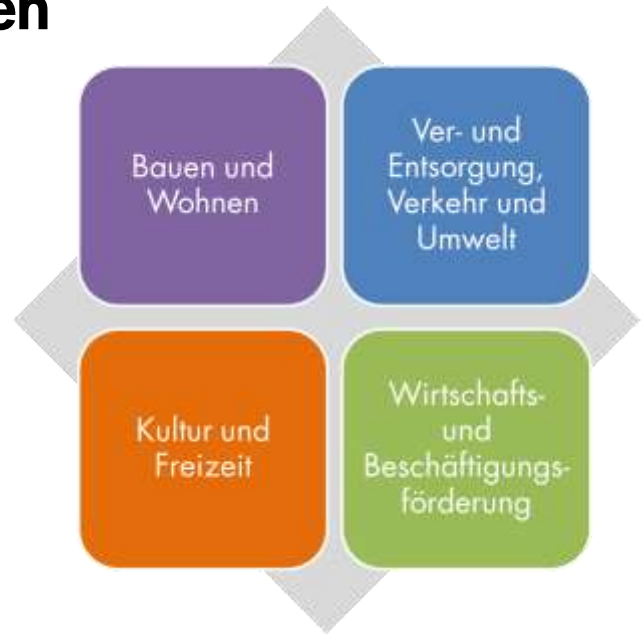 en
Bauen und
Wohnen
Ver- und
Entsorgung,
Verkehr und
Umwelt
Kultur und
Freizeit
Wirtschafts-
und
Beschäftigungs-
förderung